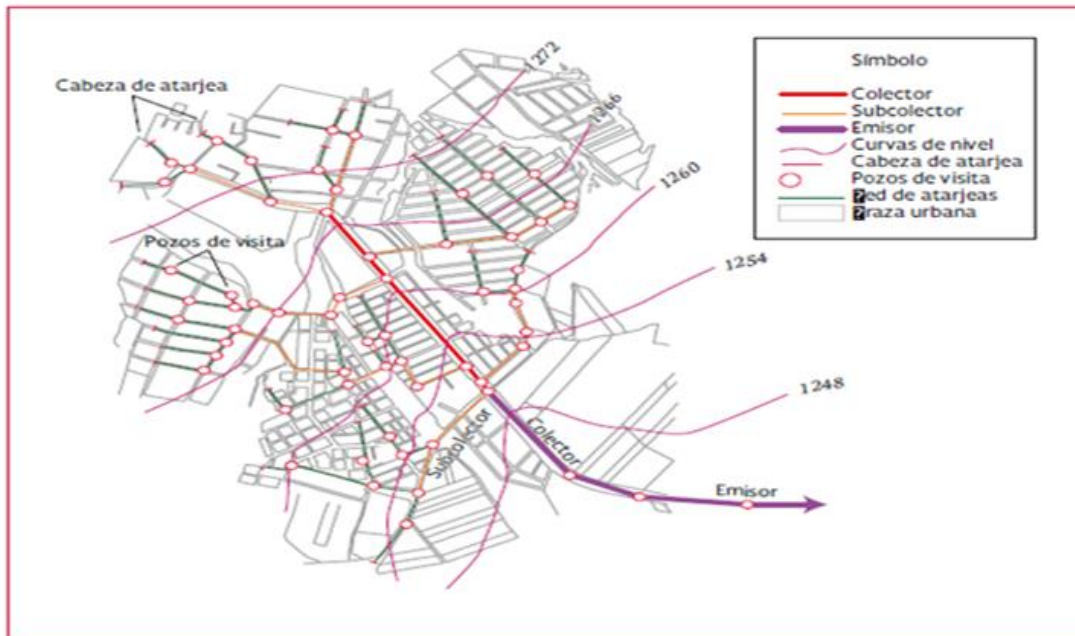 Cabeza de atarjea
1272
1266
1260
1254
1248
Pozos de visita
Subcolector
Colector
Emisor
Símbolo
Colector
Subcolector
Emisor
Curvas de nivel
Cabeza de atarjea
Pozos de visita
�ed de atarjeas
�raza urbana